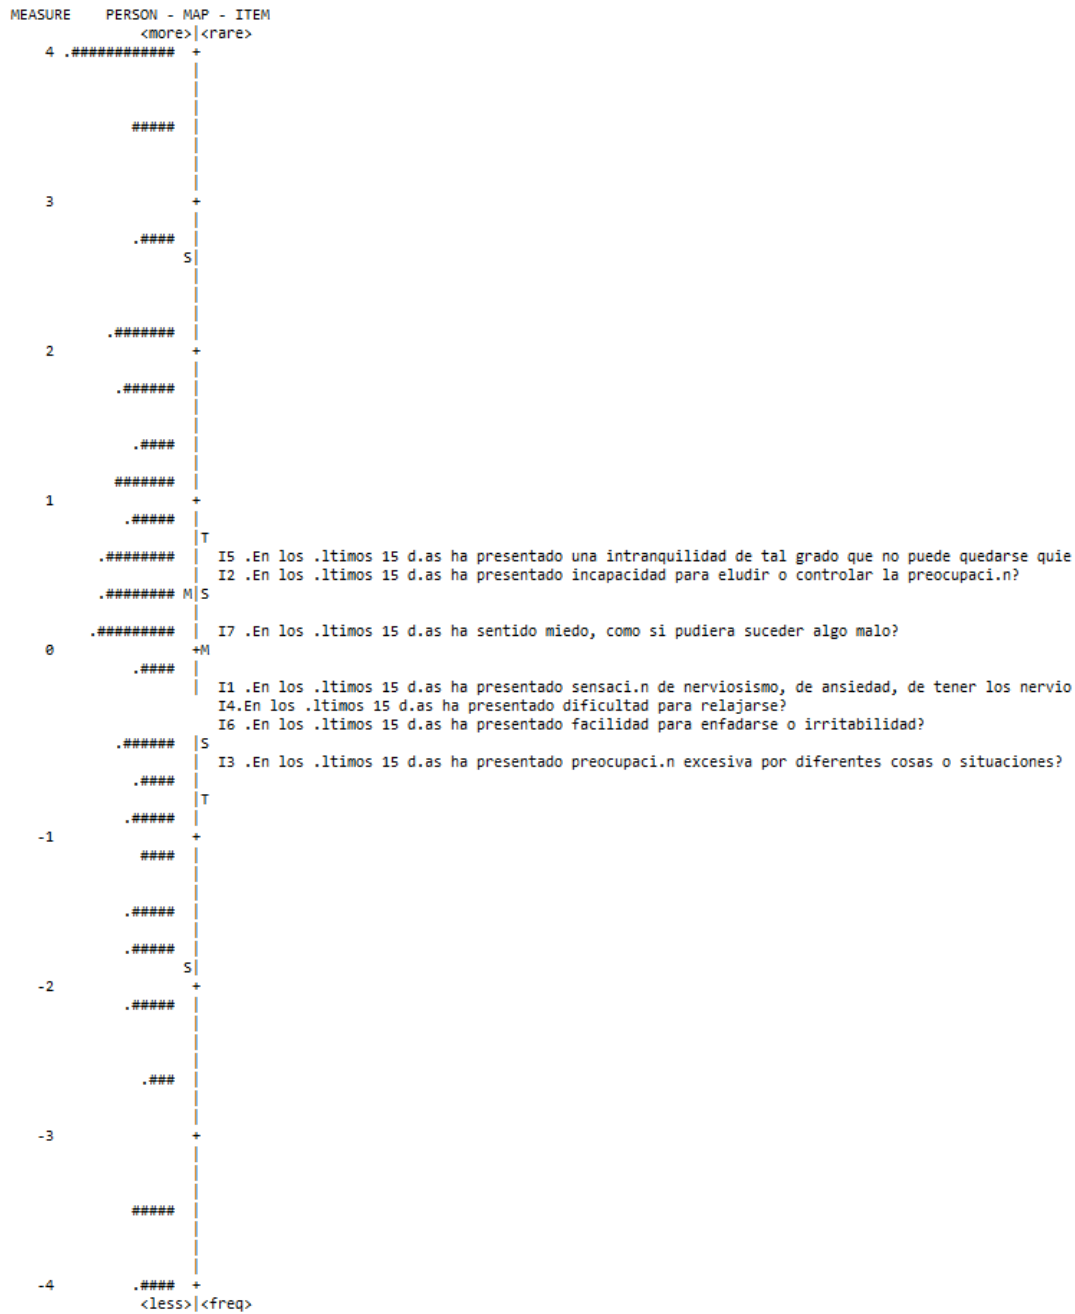 MEASURE PERSON - MAP - ITEM
<more>|<rare>
4 .############ +
|
|
|
##### |
|
|
|
3 +
|
.#### |
S|
|
|
|
.####### |
2 +
|
.###### |
|
|
.#### |
|
####### |
1 +
.##### |
|T
.######## | I5 .En los .ltimos 15 d.as ha presentado una intranquilidad de tal grado que no puede quedarse quie
| I2 .En los .ltimos 15 d.as ha presentado incapacidad para eludir o controlar la preocupaci.n?
.######## M|S
|
.######### | I7 .En los .ltimos 15 d.as ha sentido miedo, como si pudiera suceder algo malo?
0 +M
.#### |
| I1 .En los .ltimos 15 d.as ha presentado sensaci.n de nerviosismo, de ansiedad, de tener los nervio
I4.En los .ltimos 15 d.as ha presentado dificultad para relajarse?
I6 .En los .ltimos 15 d.as ha presentado facilidad para enfadarse o irritabilidad?
.###### |S
| I3 .En los .ltimos 15 d.as ha presentado preocupaci.n excesiva por diferentes cosas o situaciones?
.#### |
|T
.##### |
-1 +
#### |
|
|
.##### |
|
.##### |
S|
-2 +
.##### |
|
|
|
.### |
|
|
-3 +
|
|
|
##### |
|
|
|
-4 .#### +
<less>|<freq>